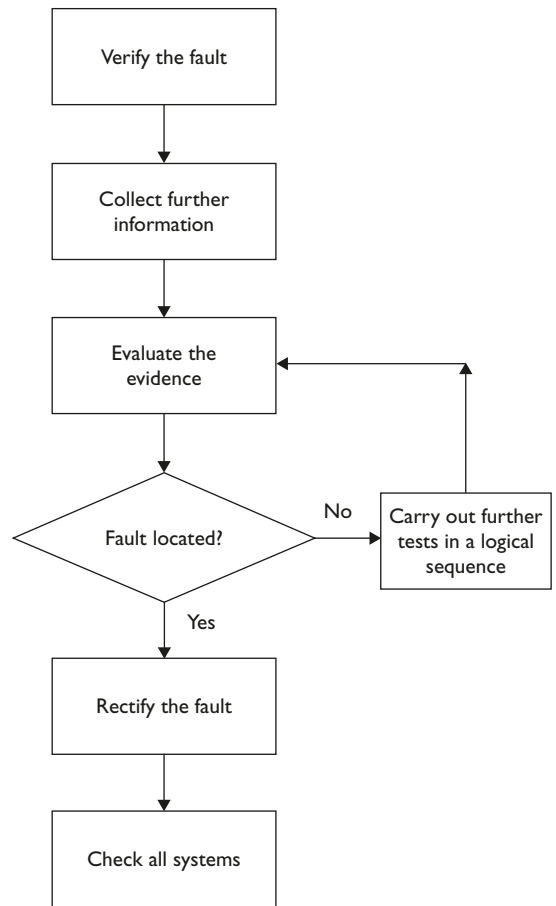 Verify the fault
Collect further
information
Evaluate the
evidence
Fault located?
No
Carry out further
tests in a logical
sequence
Yes
Rectify the fault
Check all systems